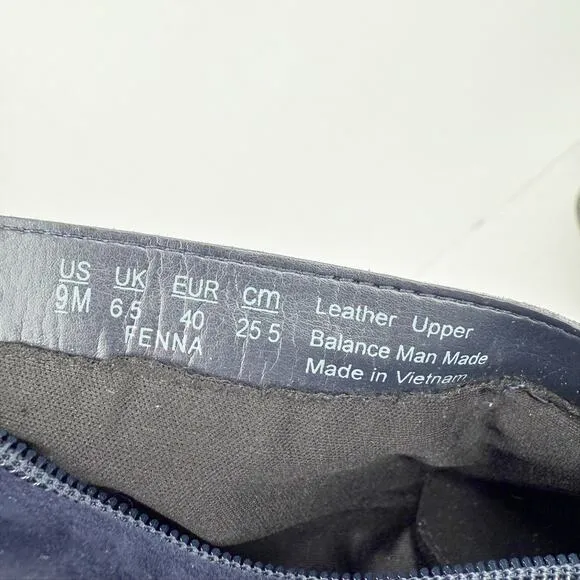 US UK EUR cm
9M 6.5 40 25 5
FENNA
Leather Upper
Balance Man Made
Made in Vietnam